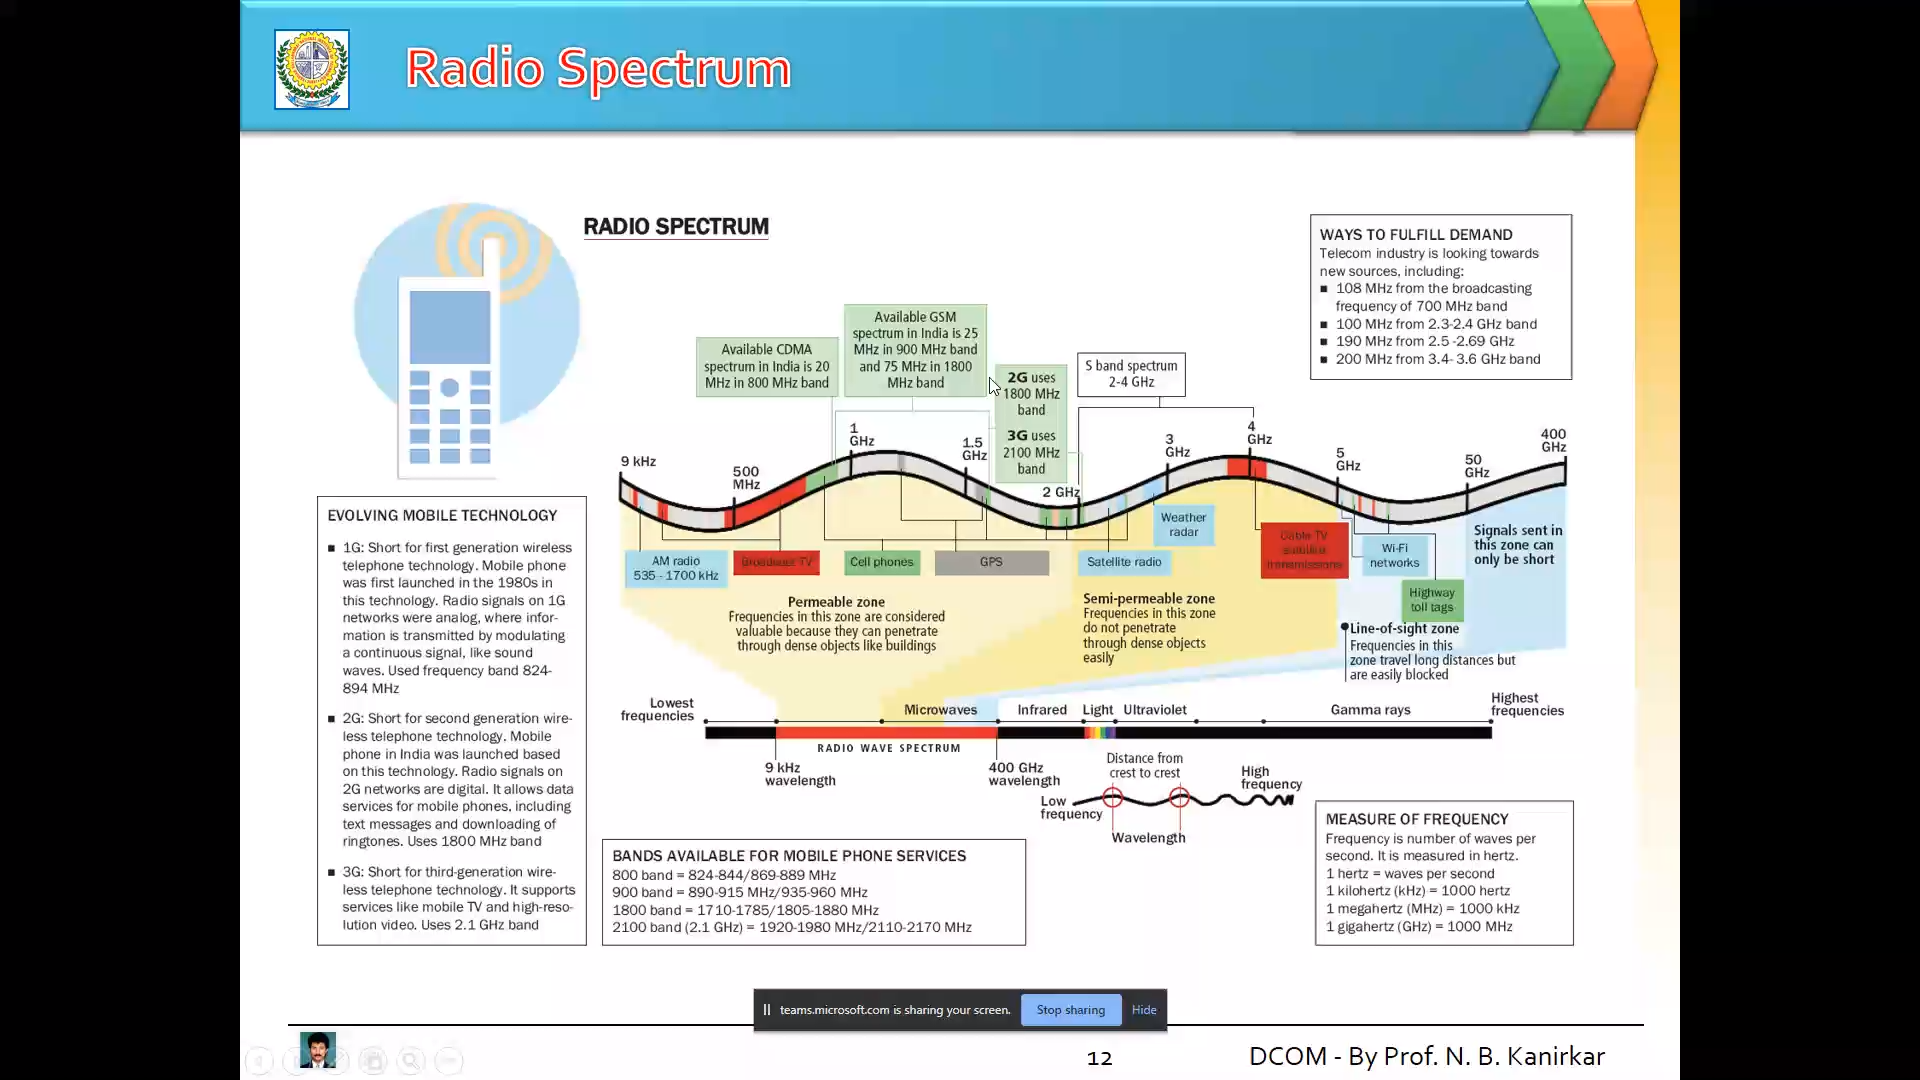 Radio Spectrum
RADIO SPECTRUM
WAYS TO FULFILL DEMAND
Telecom industry is looking towards
new sources, including:
■ 108 MHz from the broadcasting
frequency of 700 MHz band
■ 100 MHz from 2.3-2.4 GHz band
■ 190 MHz from 2.5 -2.69 GHz
■ 200 MHz from 3.4- 3.6 GHz band
Available CDMA
spectrum in India is 20
MHz in 800 MHz band
Available GSM
spectrum in India is 25
MHz in 900 MHz band
and 75 MHz in 1800
MHz band
2G uses
1800 MHz
band
3G uses
2100 MHz
band
S band spectrum
2-4 GHz
9 kHz
500
MHz
1
GHz
1.5
GHz
2 GHz
3
GHz
4
GHz
5
GHz
50
GHz
400
GHz
AM radio
535 - 1700 kHz
Broadcast TV
Cell phones
GPS
Satellite radio
Weather
radar
Cable TV
satellite
transmissions
Wi-Fi
networks
Highway
toll tags
Signals sent in
this zone can
only be short
Permeable zone
Frequencies in this zone are considered
valuable because they can penetrate
through dense objects like buildings
Semi-permeable zone
Frequencies in this zone
do not penetrate
through dense objects
easily
Line-of-sight zone
Frequencies in this
zone travel long distances but
are easily blocked
EVOLVING MOBILE TECHNOLOGY
■ 1G: Short for first generation wireless
telephone technology. Mobile phone
was first launched in the 1980s in
this technology. Radio signals on 1G
networks were analog, where infor-
mation is transmitted by modulating
a continuous signal, like sound
waves. Used frequency band 824-
894 MHz
■ 2G: Short for second generation wire-
less telephone technology. Mobile
phone in India was launched based
on this technology. Radio signals on
2G networks are digital. It allows data
services for mobile phones, including
text messages and downloading of
ringtones. Uses 1800 MHz band
■ 3G: Short for third-generation wire-
less telephone technology. It supports
services like mobile TV and high-reso-
lution video. Uses 2.1 GHz band
Lowest
frequencies
Microwaves
Infrared
Light
Ultraviolet
Gamma rays
Highest
frequencies
RADIO WAVE SPECTRUM
9 kHz
wavelength
400 GHz
wavelength
Distance from
crest to crest
Low
frequency
High
frequency
Wavelength
BANDS AVAILABLE FOR MOBILE PHONE SERVICES
800 band = 824-844/869-889 MHz
900 band = 890-915 MHz/935-960 MHz
1800 band = 1710-1785/1805-1880 MHz
2100 band (2.1 GHz) = 1920-1980 MHz/2110-2170 MHz
MEASURE OF FREQUENCY
Frequency is number of waves per
second. It is measured in hertz.
1 hertz = waves per second
1 kilohertz (kHz) = 1000 hertz
1 megahertz (MHz) = 1000 kHz
1 gigahertz (GHz) = 1000 MHz
teams.microsoft.com is sharing your screen.
Stop sharing
Hide
12
DCOM - By Prof. N. B. Kanirkar